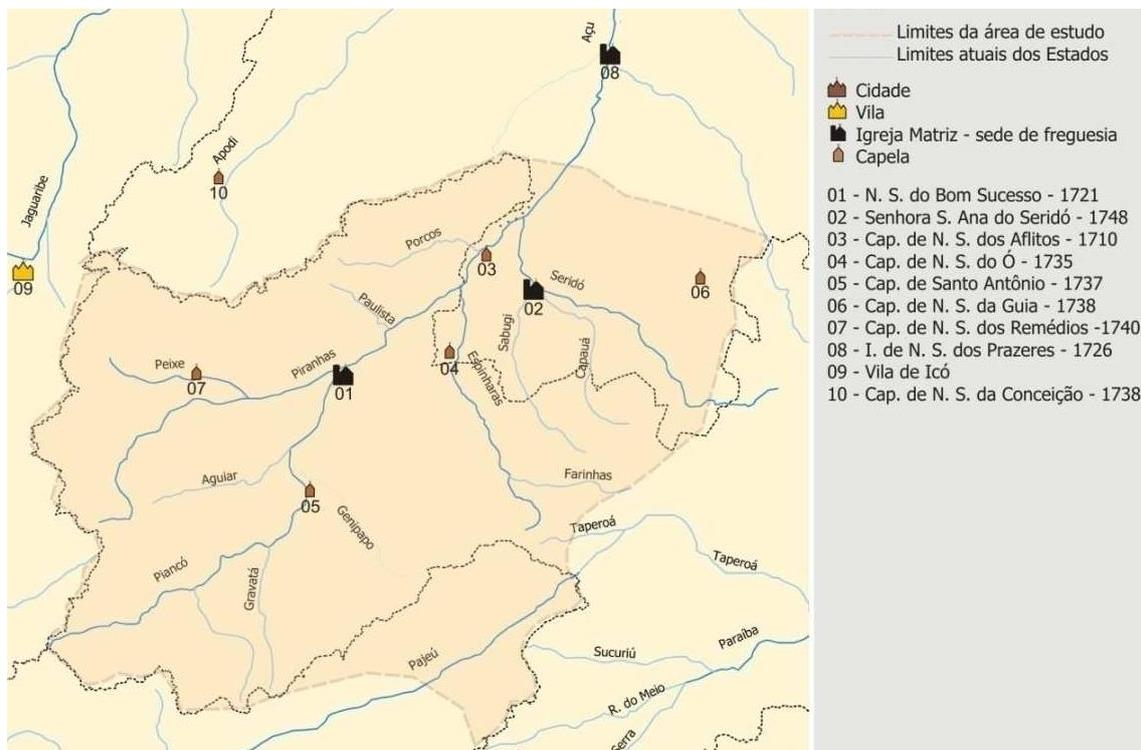 Limites da área de estudo
Limites atuais dos Estados
Cidade
Vila
Igreja Matriz - sede de freguesia
Capela
01 - N. S. do Bom Sucesso - 1721
02 - Senhora S. Ana do Seridó - 1748
03 - Cap. de N. S. dos Aflitos - 1710
04 - Cap. de N. S. do Ó - 1735
05 - Cap. de Santo Antônio - 1737
06 - Cap. de N. S. da Guia - 1738
07 - Cap. de N. S. dos Remédios -1740
08 - I. de N. S. dos Prazeres - 1726
09 - Vila de Icó
10 - Cap. de N. S. da Conceição - 1738
Açu
08
Apodi
10
Jaguaribe
09
Porcos
03
Seridó
02
06
Paulista
Sabugi
Capauá
04
Espinharas
Peixe
07
Piranhas
01
Aguiar
05
Genipapo
Farinhas
Taperoá
Taperoá
Piancó
Gravatá
Pajeú
Sucuriú
Paraíba
R. do Meio
Serra